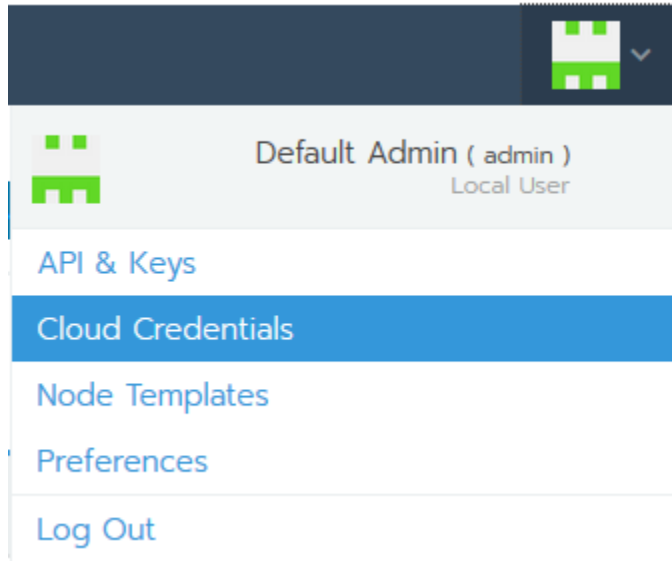 Default Admin ( admin )
Local User
API & Keys
Cloud Credentials
Node Templates
Preferences
Log Out